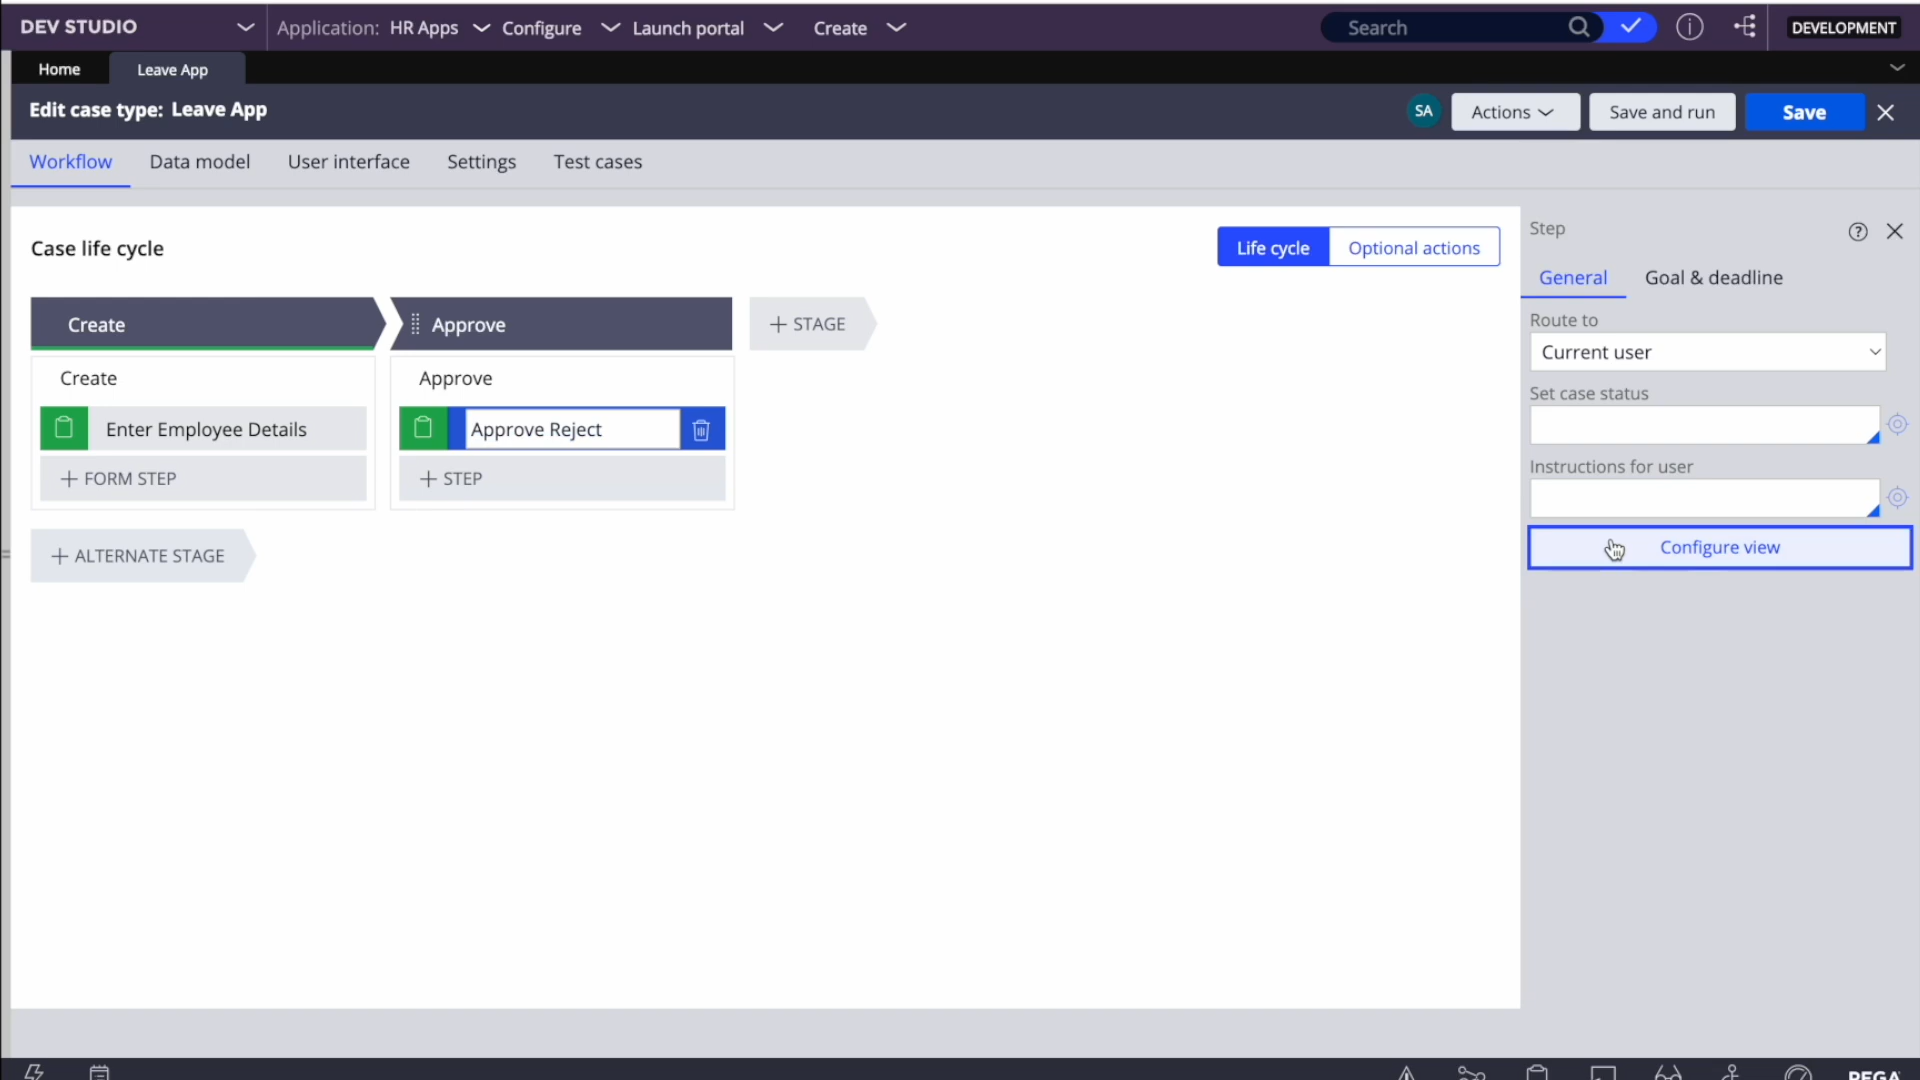 DEV STUDIO
Application: HR Apps
Configure
Launch portal
Create
Search
DEVELOPMENT
Home
Leave App
Edit case type: Leave App
SA
Actions
Save and run
Save
Workflow
Data model
User interface
Settings
Test cases
Case life cycle
Life cycle
Optional actions
Create
Approve
STAGE
Create
Approve
Enter Employee Details
Approve Reject
FORM STEP
STEP
ALTERNATE STAGE
Step
General
Goal & deadline
Route to
Current user
Set case status
Instructions for user
Configure view
PEGA